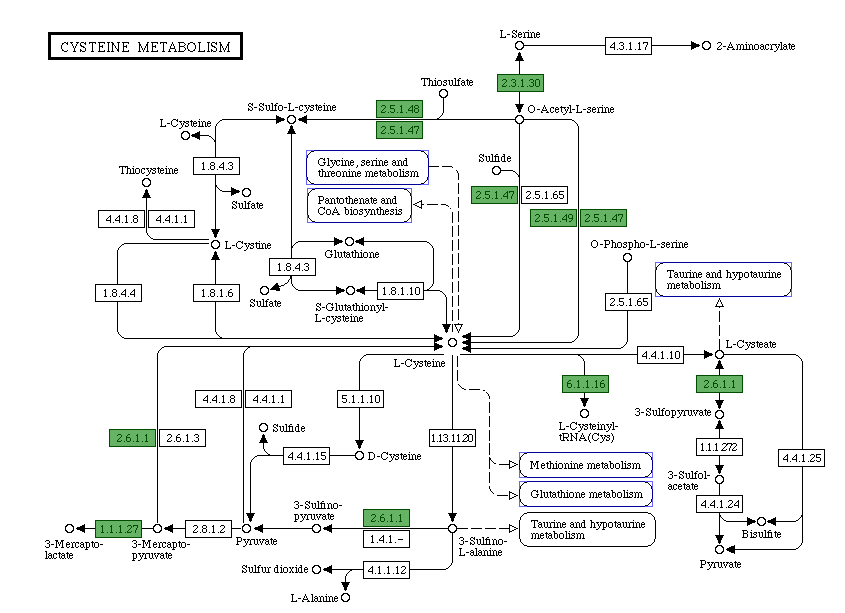 CYSTEINE METABOLISM
L-Serine
4.3.1.17
2-Aminoacrylate
2.3.1.30
Thiosulfate
S-Sulfo-L-cysteine
2.5.1.48
O-Acetyl-L-serine
L-Cysteine
2.5.1.47
1.8.4.3
Glycine, serine and
threonine metabolism
Sulfide
Thiocysteine
Sulfate
Pantothenate and
CoA biosynthesis
2.5.1.47
2.5.1.65
4.4.1.8
4.4.1.1
2.5.1.49
2.5.1.47
L-Cystine
Glutathione
O-Phospho-L-serine
1.8.4.3
Taurine and hypotaurine
metabolism
1.8.4.4
1.8.1.6
Sulfate
S-Glutathionyl-
L-cysteine
1.8.1.10
2.5.1.65
L-Cysteine
4.4.1.10
L-Cysteate
4.4.1.8
4.4.1.1
5.1.1.10
6.1.1.16
2.6.1.1
L-Cysteinyl-
tRNA(Cys)
3-Sulfopyruvate
2.6.1.1
2.6.1.3
Sulfide
1.13.11.20
1.1.1.272
4.4.1.15
D-Cysteine
Methionine metabolism
4.4.1.25
3-Sulfol-
acetate
Glutathione metabolism
4.4.1.24
3-Sulfino-
pyruvate
2.6.1.1
Taurine and hypotaurine
metabolism
1.1.1.27
2.8.1.2
1.4.1.-
Bisulfite
3-Mercapto-
lactate
3-Mercapto-
pyruvate
Pyruvate
3-Sulfino-
L-alanine
Pyruvate
Sulfur dioxide
4.1.1.12
L-Alanine